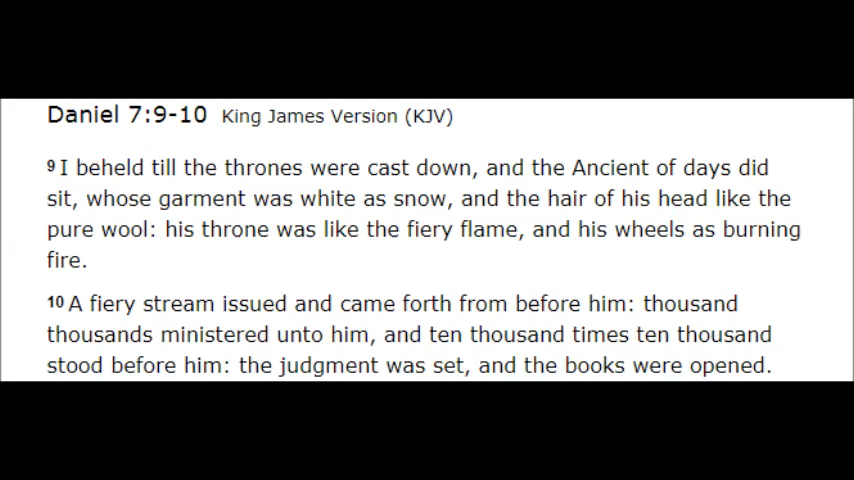 Daniel 7:9-10 King James Version (KJV)
9 I beheld till the thrones were cast down, and the Ancient of days did
sit, whose garment was white as snow, and the hair of his head like the
pure wool: his throne was like the fiery flame, and his wheels as burning
fire.
10 A fiery stream issued and came forth from before him: thousand
thousands ministered unto him, and ten thousand times ten thousand
stood before him: the judgment was set, and the books were opened.